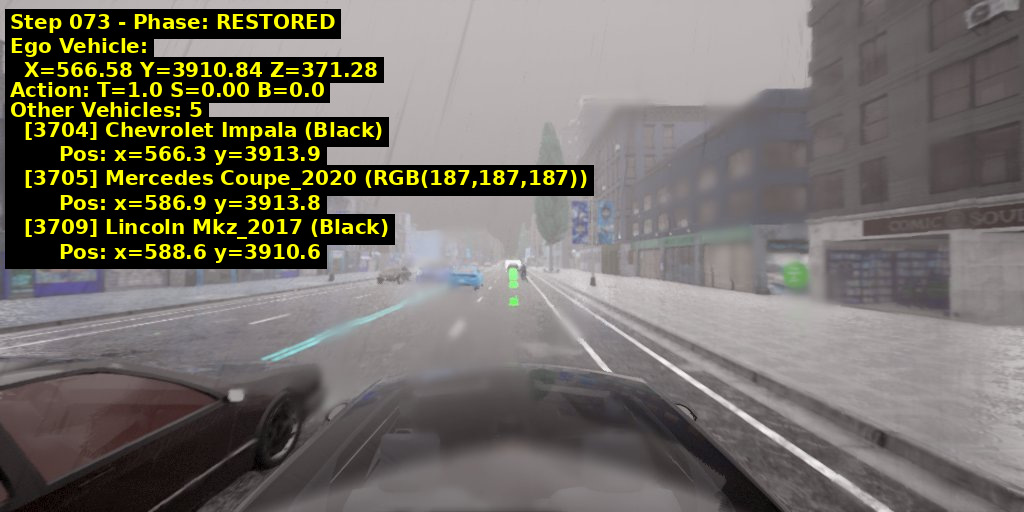 Step 073 - Phase: RESTORED
Ego Vehicle:
X=566.58 Y=3910.84 Z=371.28
Action: T=1.0 S=0.00 B=0.0
Other Vehicles: 5
[3704] Chevrolet Impala (Black)
Pos: x=566.3 y=3913.9
[3705] Mercedes Coupe_2020 (RGB(187,187,187))
Pos: x=586.9 y=3913.8
[3709] Lincoln Mkz_2017 (Black)
Pos: x=588.6 y=3910.6
COMIC